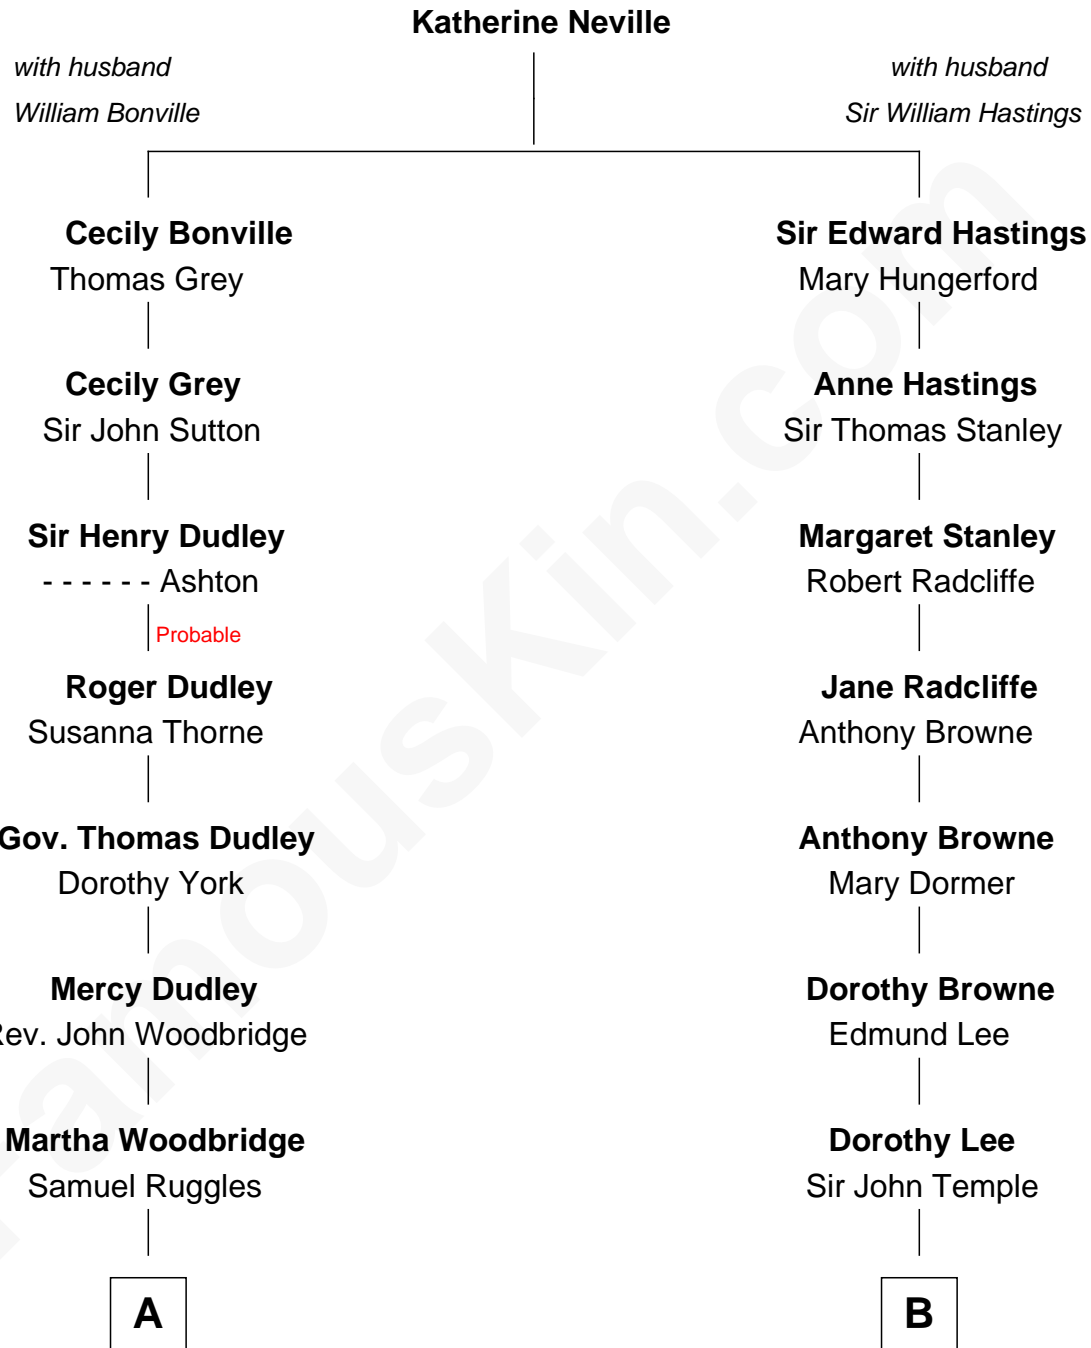 Katherine Neville
with husband
William Bonville
with husband
Sir William Hastings
Cecily Bonville
Thomas Grey
Sir Edward Hastings
Mary Hungerford
Cecily Grey
Sir John Sutton
Anne Hastings
Sir Thomas Stanley
Sir Henry Dudley
- - - - - - Ashton
Margaret Stanley
Robert Radcliffe
Probable
Roger Dudley
Susanna Thorne
Jane Radcliffe
Anthony Browne
Gov. Thomas Dudley
Dorothy York
Anthony Browne
Mary Dormer
Mercy Dudley
Rev. John Woodbridge
Dorothy Browne
Edmund Lee
Martha Woodbridge
Samuel Ruggles
Dorothy Lee
Sir John Temple
A
B
FamousKin.com